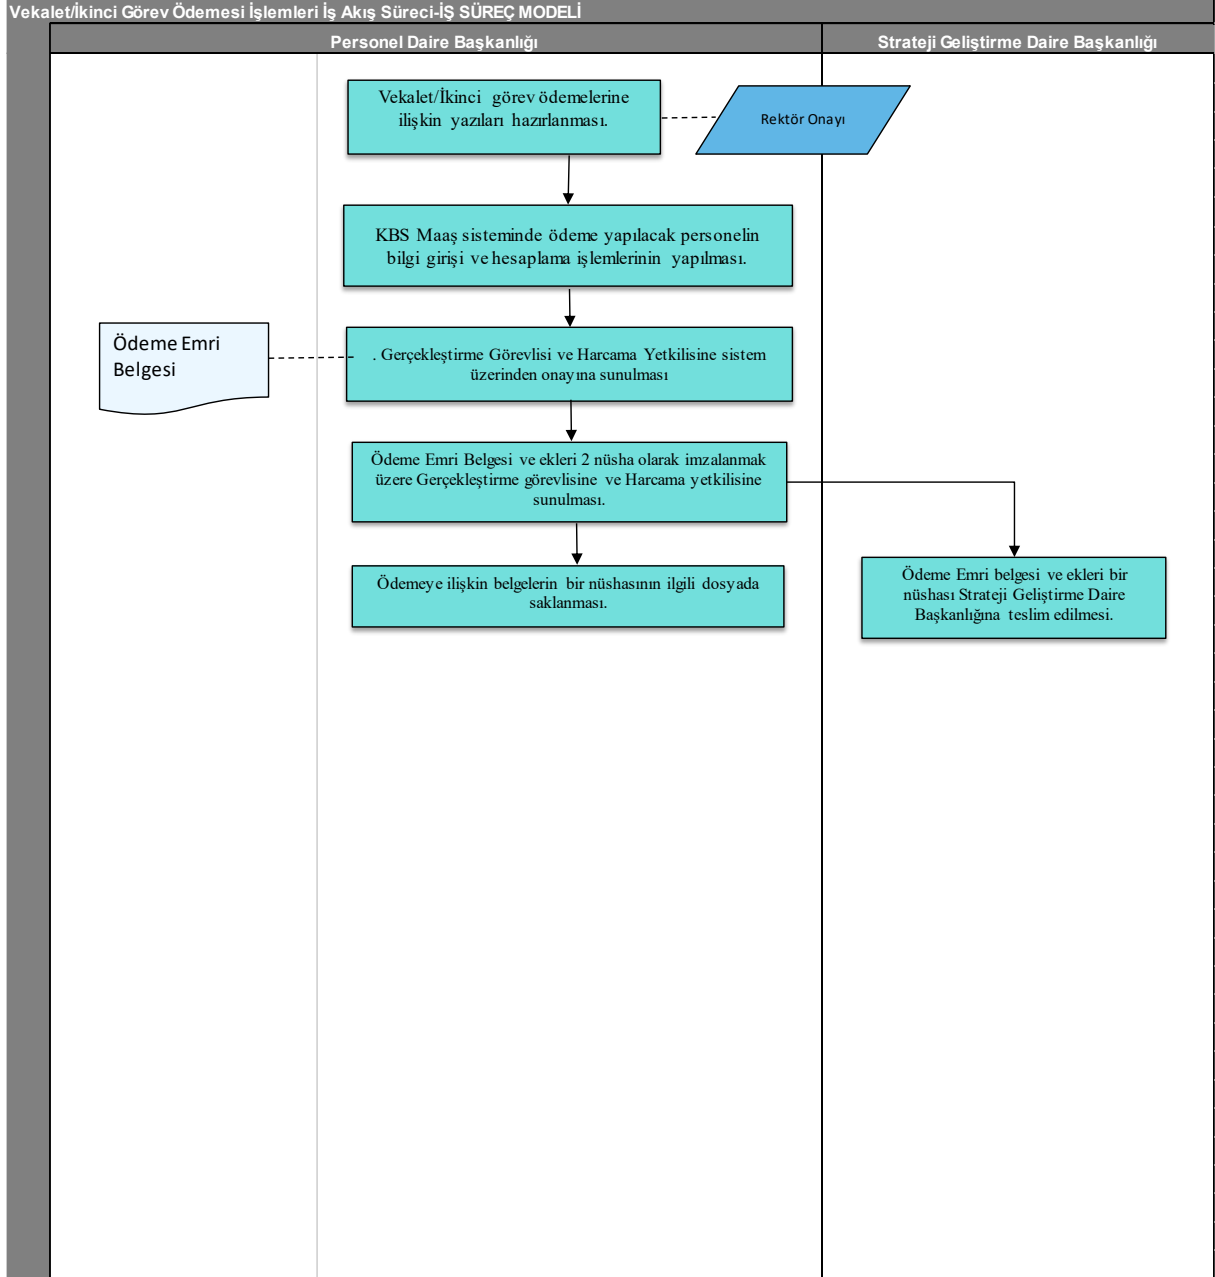 Vekalet/İkinci Görev Ödemesi İşlemleri İş Akış Süreci-İŞ SÜREÇ MODELİ
Personel Daire Başkanlığı
Strateji Geliştirme Daire Başkanlığı
Vekalet/İkinci görev ödemelerine
ilişkin yazıları hazırlanması.
Rektör Onayı
KBS Maaş sisteminde ödeme yapılacak personelin
bilgi girişi ve hesaplama işlemlerinin yapılması.
Ödeme Emri
Belgesi
. Gerçekleştirme Görevlisi ve Harcama Yetkilisine sistem
üzerinden onayına sunulması
Ödeme Emri Belgesi ve ekleri 2 nüsha olarak imzalanmak
üzere Gerçekleştirme görevlisine ve Harcama yetkilisine
sunulması.
Ödemeye ilişkin belgelerin bir nüshasının ilgili dosyada
saklanması.
Ödeme Emri belgesi ve ekleri bir
nüshası Strateji Geliştirme Daire
Başkanlığına teslim edilmesi.